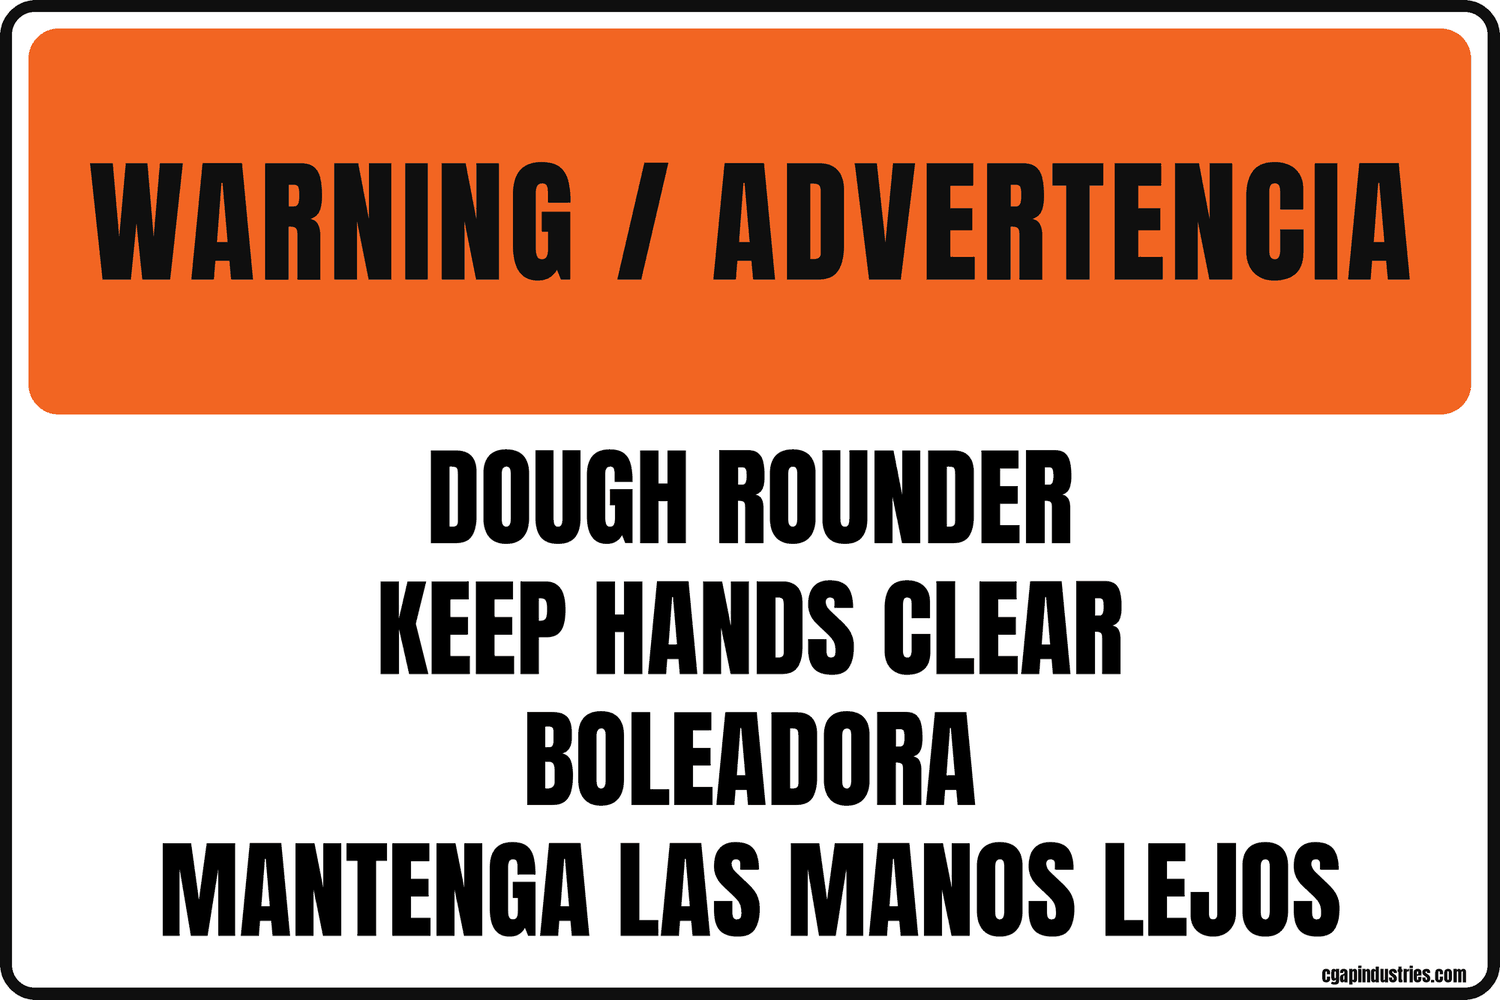 WARNING / ADVERTENCIA
DOUGH ROUNDER
KEEP HANDS CLEAR
BOLEADORA
MANTENGA LAS MANOS LEJOS
cgapindustries.com